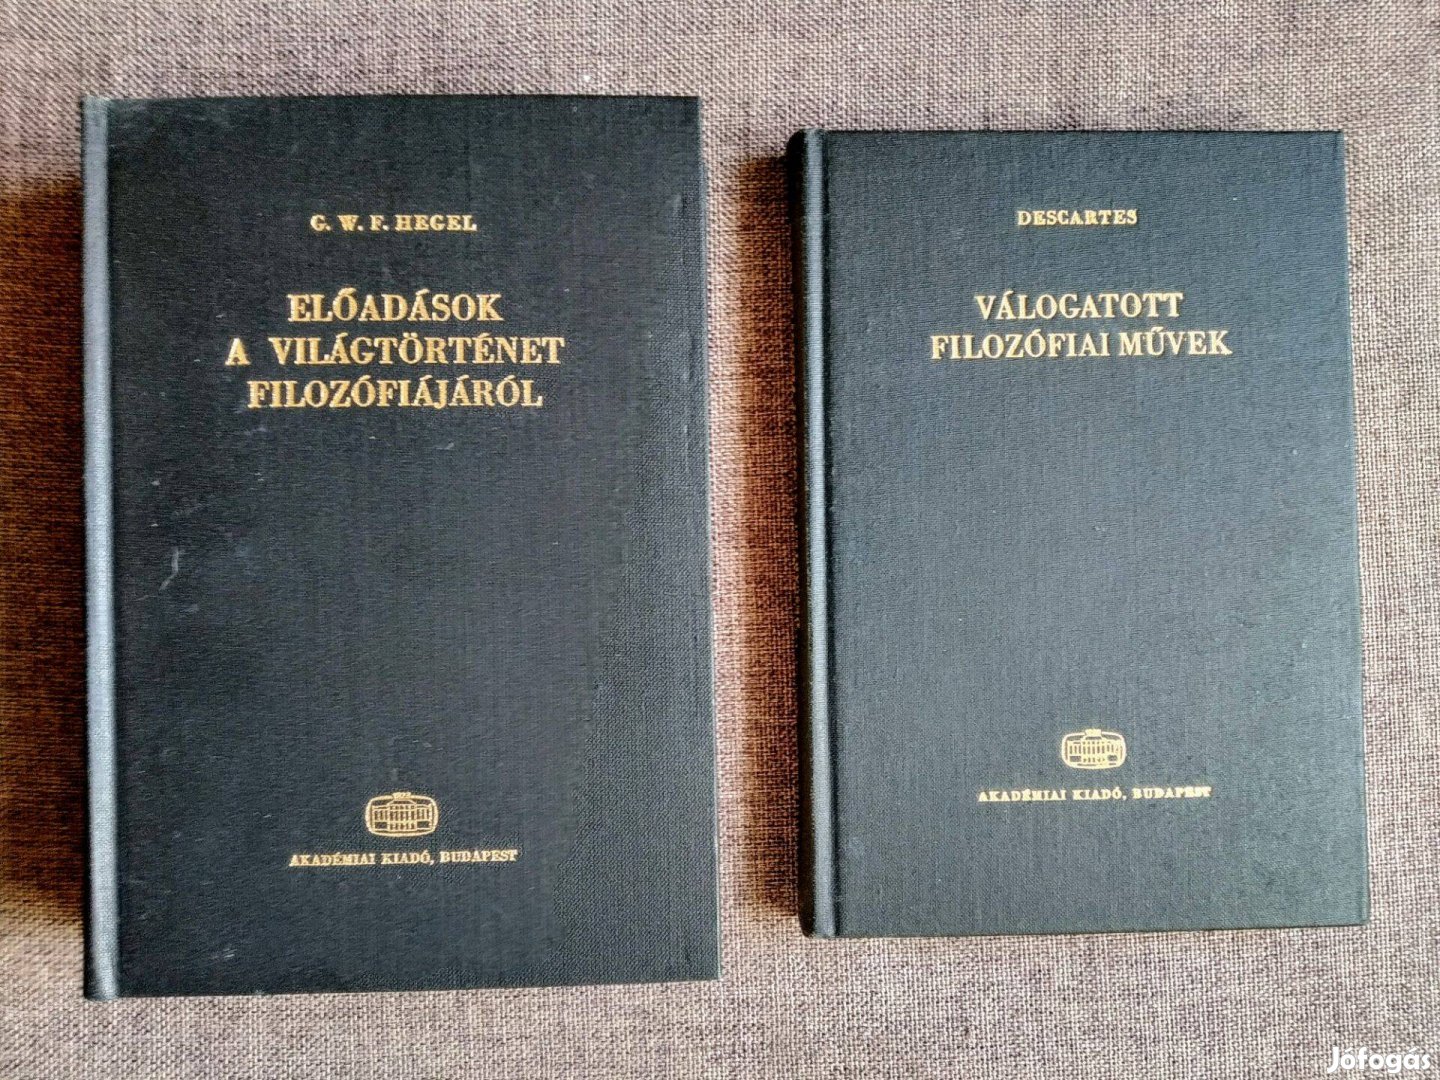 G. W. F. HEGEL
ELŐADÁSOK
A VILÁGTÖRTÉNET
FILOZÓFIÁJÁRÓL
AKADÉMIAI KIADÓ, BUDAPEST
DESCARTES
VÁLOGATOTT
FILOZÓFIAI MŰVEK
AKADÉMIAI KIADÓ, BUDAPEST
Jófogás